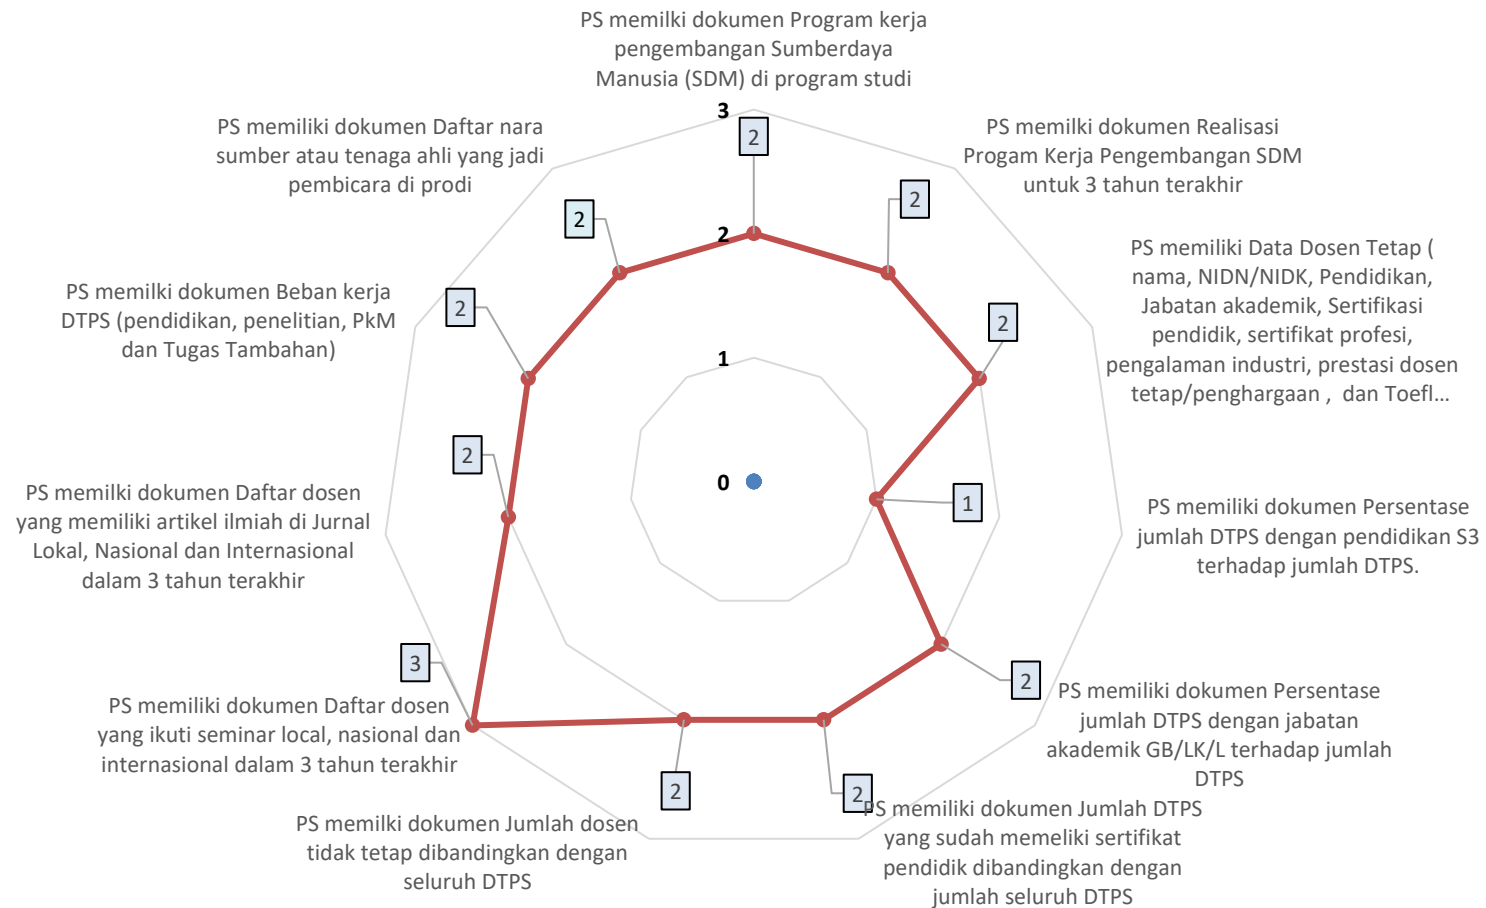 PS memilki dokumen Program kerja
pengembangan Sumberdaya
Manusia (SDM) di program studi
3
2
PS memilki dokumen Realisasi
Progam Kerja Pengembangan SDM
untuk 3 tahun terakhir
2
PS memiliki Data Dosen Tetap (
nama, NIDN/NIDK, Pendidikan,
Jabatan akademik, Sertifikasi
pendidik, sertifikat profesi,
pengalaman industri, prestasi dosen
tetap/penghargaan , dan Toefl...
2
PS memiliki dokumen Persentase
jumlah DTPS dengan pendidikan S3
terhadap jumlah DTPS.
1
PS memiliki dokumen Persentase
jumlah DTPS dengan jabatan
akademik GB/LK/L terhadap jumlah
DTPS
2
PS memiliki dokumen Jumlah DTPS
yang sudah memeliki sertifikat
pendidik dibandingkan dengan
jumlah seluruh DTPS
2
PS memilki dokumen Jumlah dosen
tidak tetap dibandingkan dengan
seluruh DTPS
2
PS memiliki dokumen Daftar dosen
yang ikuti seminar local, nasional dan
internasional dalam 3 tahun terakhir
3
PS memilki dokumen Daftar dosen
yang memiliki artikel ilmiah di Jurnal
Lokal, Nasional dan Internasional
dalam 3 tahun terakhir
2
PS memilki dokumen Beban kerja
DTPS (pendidikan, penelitian, PkM
dan Tugas Tambahan)
2
PS memiliki dokumen Daftar nara
sumber atau tenaga ahli yang jadi
pembicara di prodi
2
2
1
0